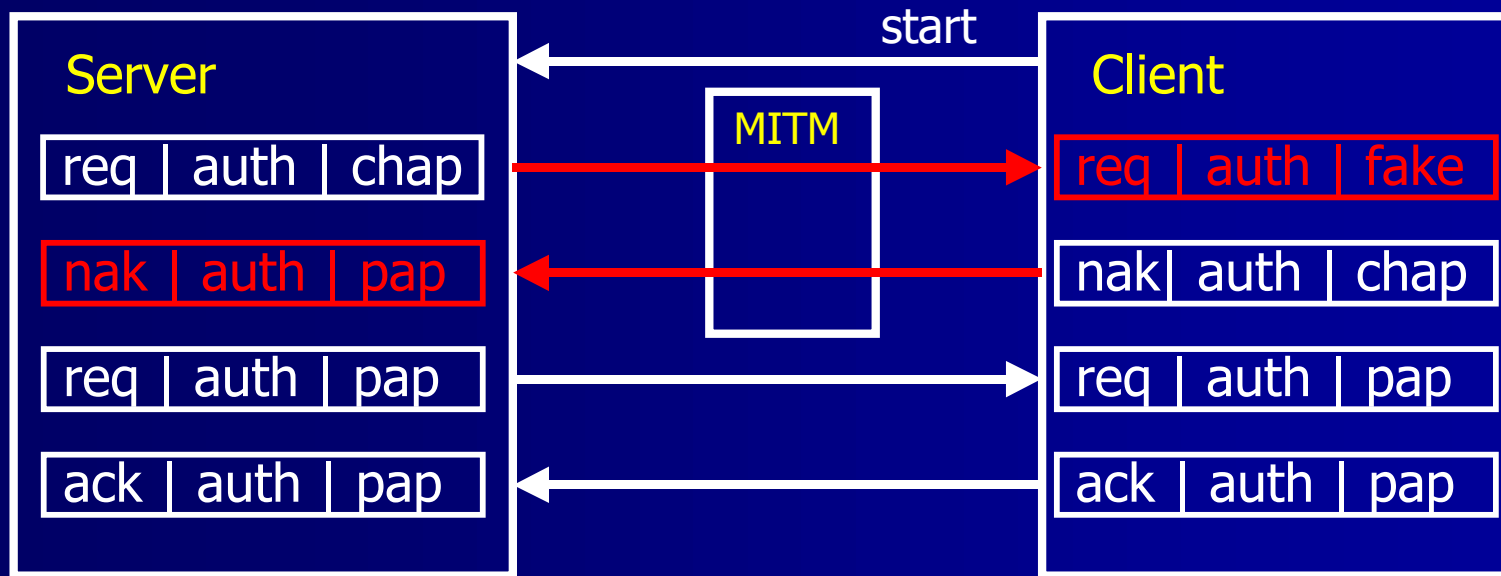 start
Server
Client
MITM
req | auth | chap
req | auth | fake
nak | auth | pap
nak| auth | chap
req | auth | pap
req | auth | pap
ack | auth | pap
ack | auth | pap